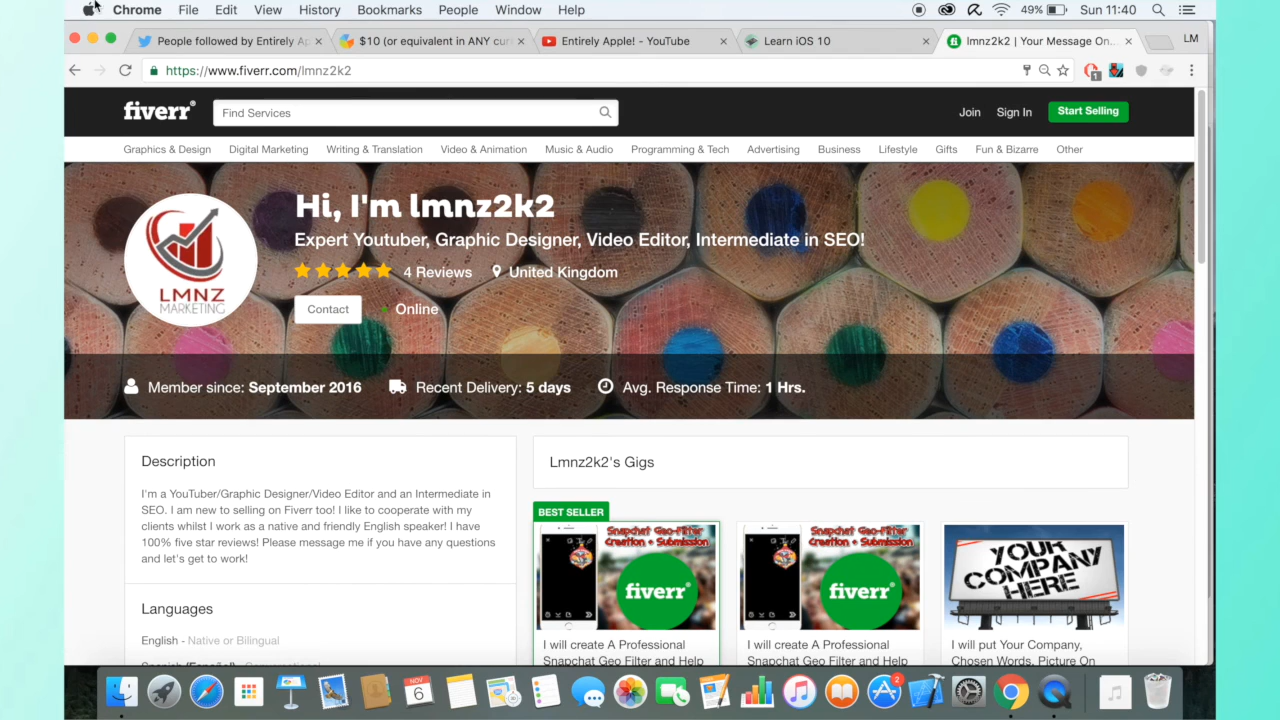 Chrome File Edit View History Bookmarks People Window Help 49% Sun 11:40
People followed by Entirely Ap
$10 (or equivalent in ANY cur
Entirely Apple! - YouTube
Learn iOS 10
lmnz2k2 | Your Message On...
LM
https://www.fiverr.com/lmnz2k2
1
fiverr
Find Services
Join Sign In Start Selling
Graphics & Design Digital Marketing Writing & Translation Video & Animation Music & Audio Programming & Tech Advertising Business Lifestyle Gifts Fun & Bizarre Other
Hi, I'm lmnz2k2
Expert Youtuber, Graphic Designer, Video Editor, Intermediate in SEO!
4 Reviews United Kingdom
Contact Online
LMNZ
MARKETING
Member since: September 2016 Recent Delivery: 5 days Avg. Response Time: 1 Hrs.
Description
I'm a YouTuber/Graphic Designer/Video Editor and an Intermediate in
SEO. I am new to selling on Fiverr too! I like to cooperate with my
clients whilst I work as a native and friendly English speaker! I have
100% five star reviews! Please message me if you have any questions
and let's get to work!
Languages
English - Native or Bilingual
Spanish (Español) - Conversational
Lmnz2k2's Gigs
BEST SELLER
Snapchat Geo-Filter
Creation + Submission
fiverr
I will create A Professional
Snapchat Geo Filter and Help
Snapchat Geo-Filter
Creation + Submission
fiverr
I will create A Professional
Snapchat Geo Filter and Help
YOUR
COMPANY
HERE
I will put Your Company,
Chosen Words, Picture On
NOV
6
2